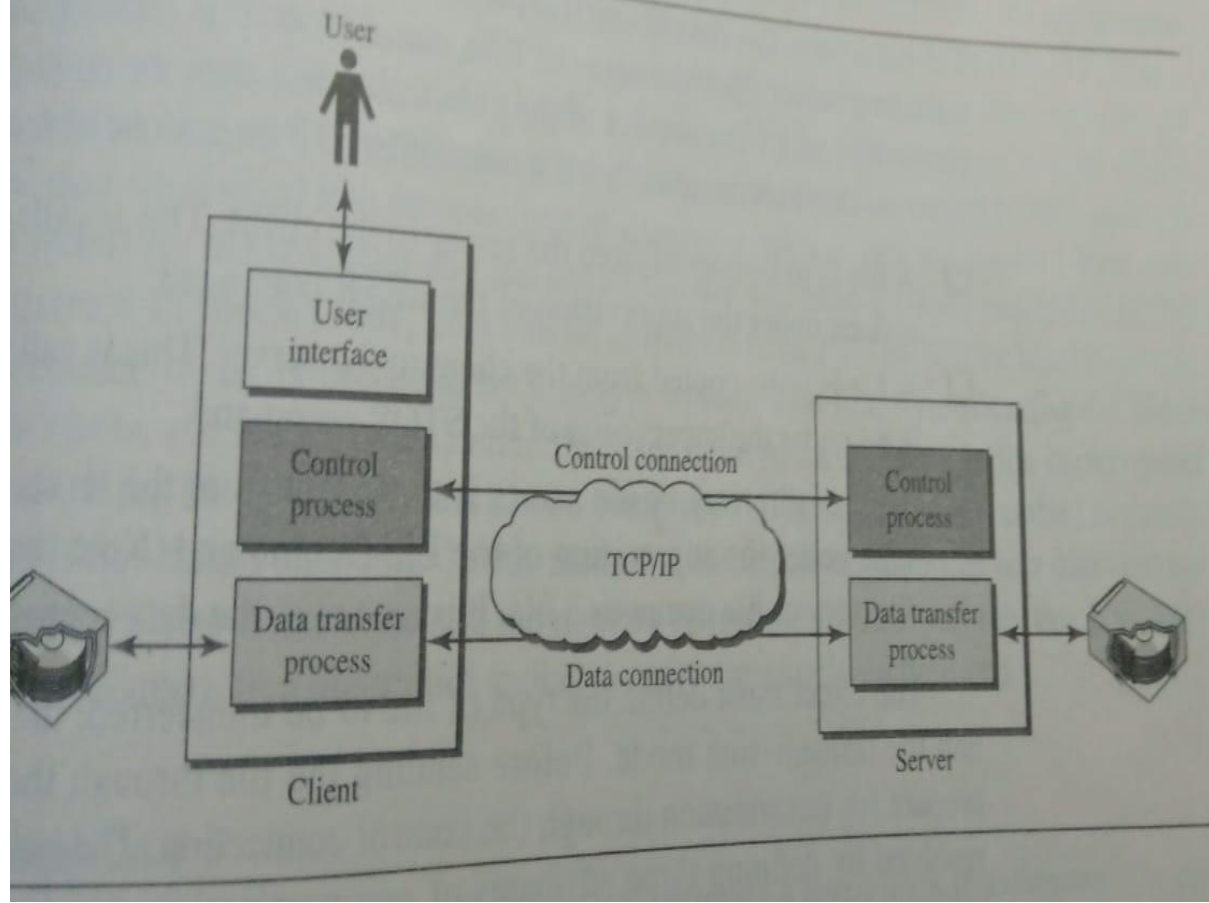 User
User
interface
Control
process
Control connection
Control
process
TCP/IP
Data transfer
process
Data transfer
process
Data connection
Client
Server